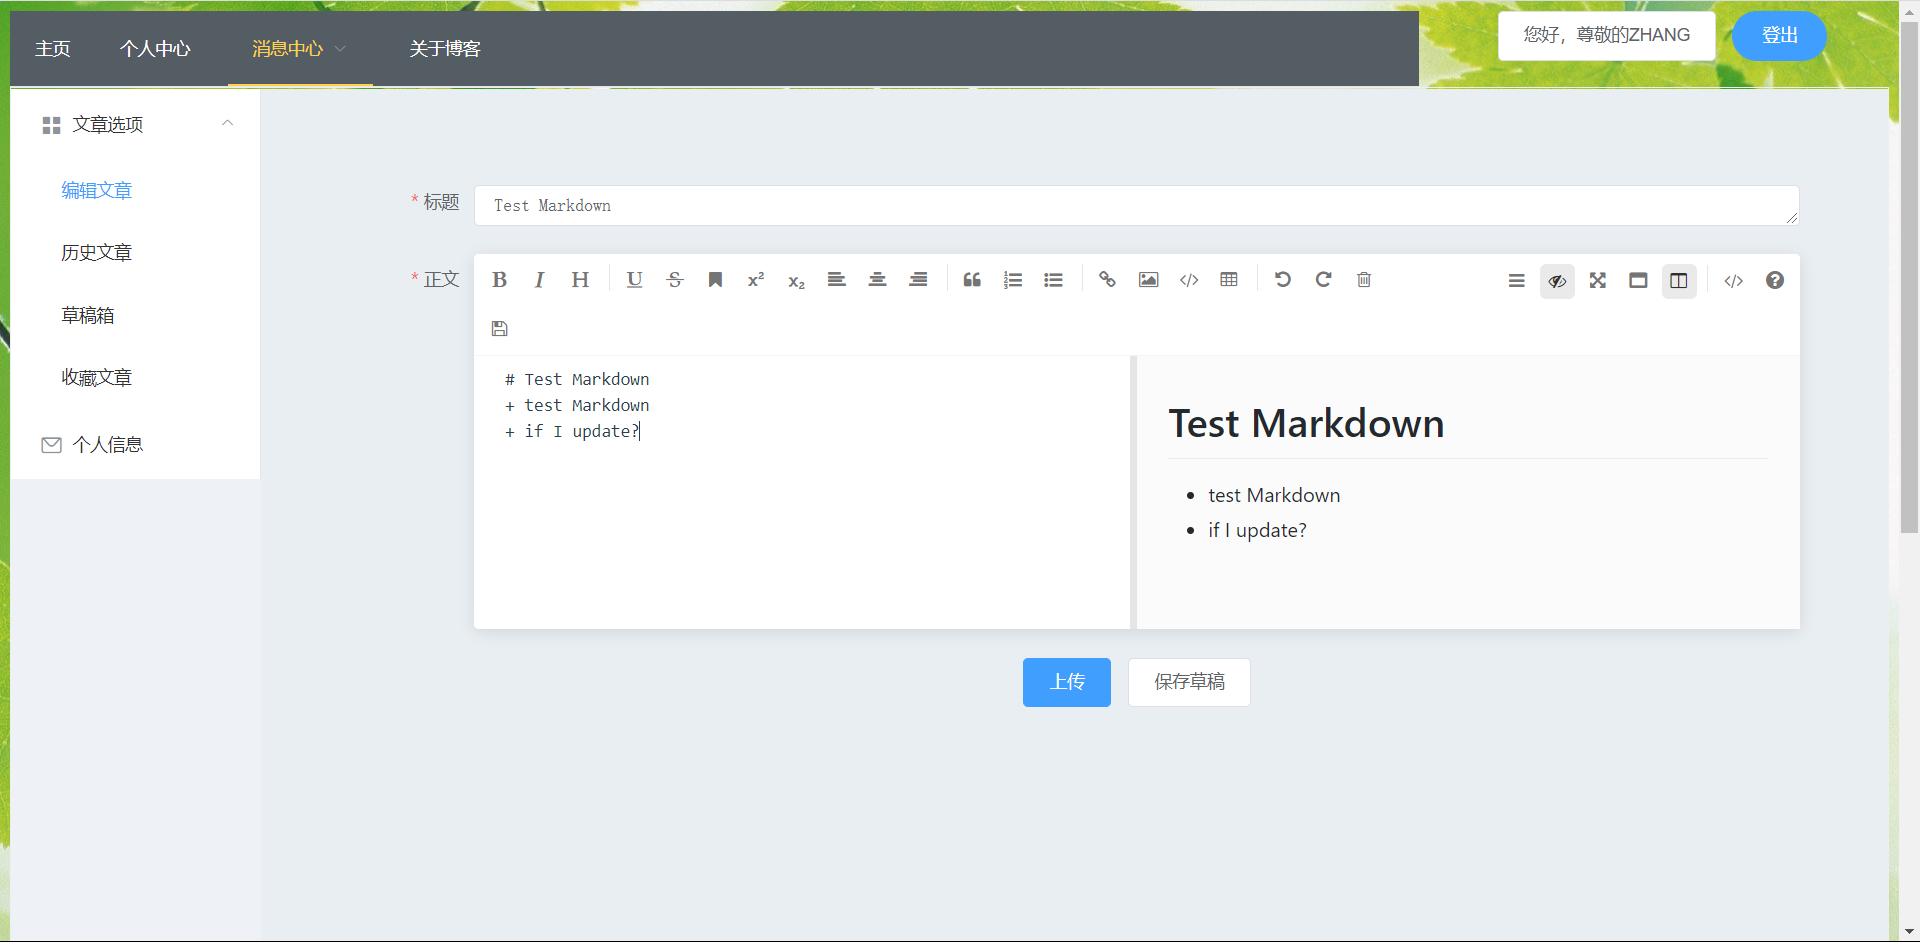 主页 个人中心 消息中心 关于博客
您好，尊敬的ZHANG 登出
文章选项
编辑文章
历史文章
草稿箱
收藏文章
个人信息
* 标题 Test Markdown
* 正文
# Test Markdown
+ test Markdown
+ if I update?
Test Markdown
• test Markdown
• if I update?
上传 保存草稿